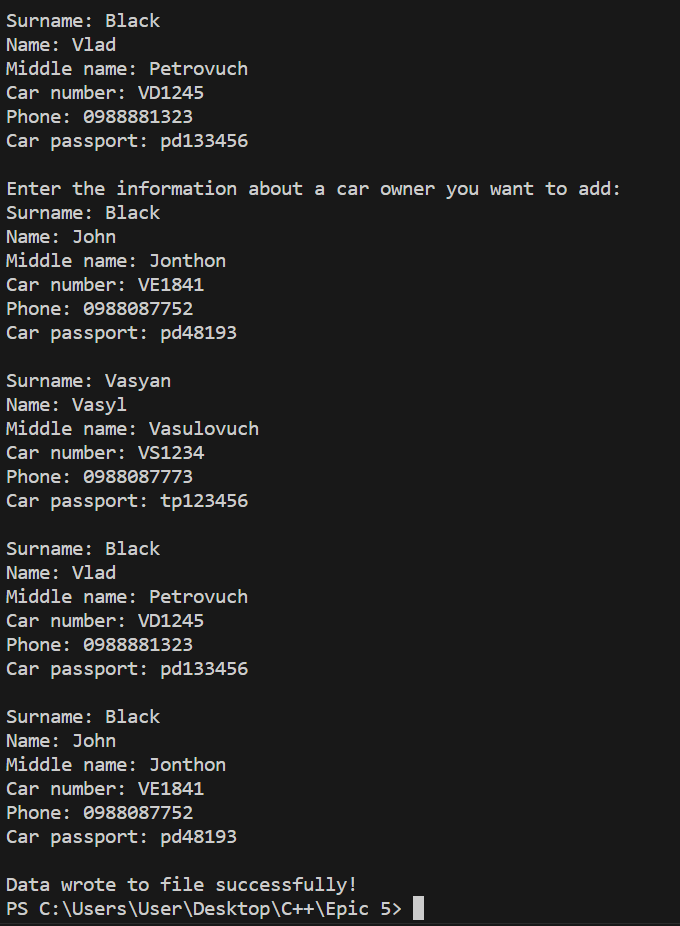 Surname: Black
Name: Vlad
Middle name: Petrovuch
Car number: VD1245
Phone: 0988881323
Car passport: pd133456
Enter the information about a car owner you want to add:
Surname: Black
Name: John
Middle name: Jonthon
Car number: VE1841
Phone: 0988087752
Car passport: pd48193
Surname: Vasyan
Name: Vasyl
Middle name: Vasulovuch
Car number: VS1234
Phone: 0988087773
Car passport: tp123456
Surname: Black
Name: Vlad
Middle name: Petrovuch
Car number: VD1245
Phone: 0988881323
Car passport: pd133456
Surname: Black
Name: John
Middle name: Jonthon
Car number: VE1841
Phone: 0988087752
Car passport: pd48193
Data wrote to file successfully!
PS C:\Users\User\Desktop\C++\Epic 5>